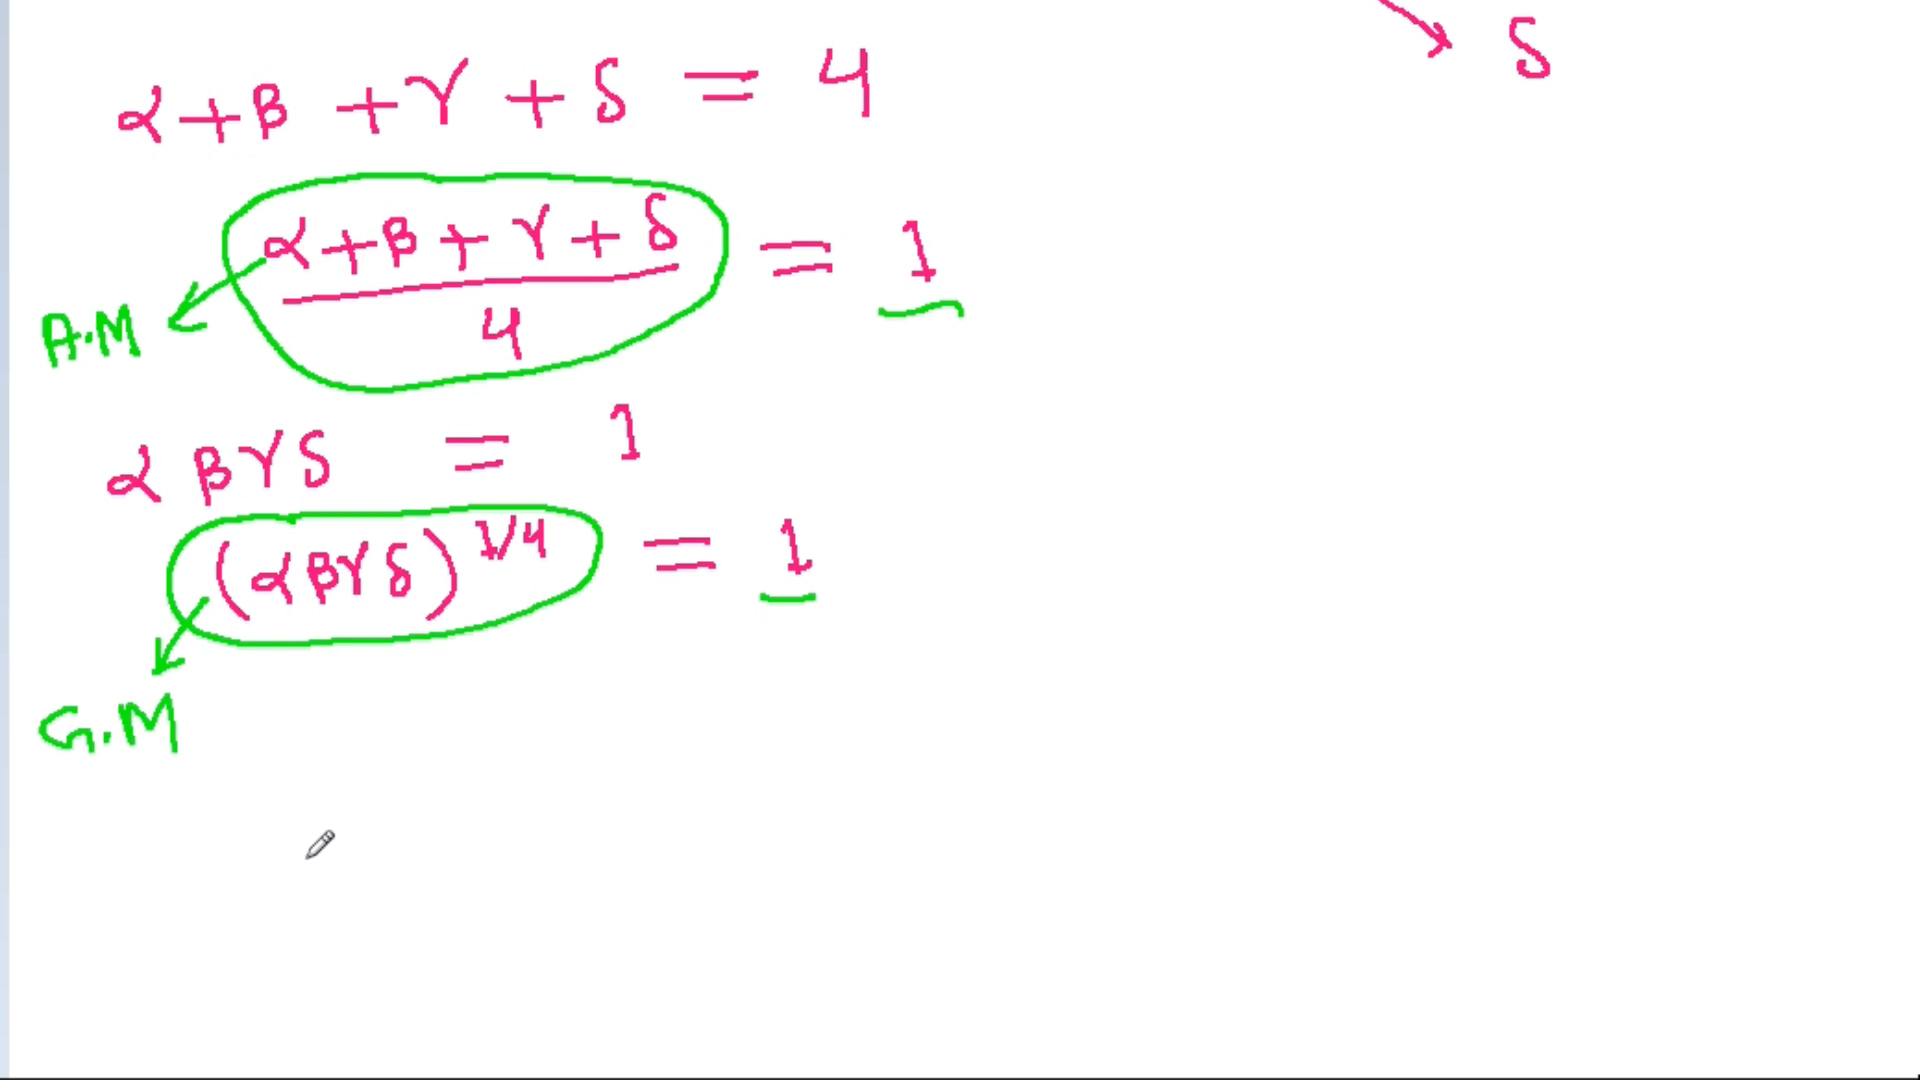 δ
α+β+γ+δ = 4
α+β+γ+δ/4 = 1
A.M
αβγδ = 1
(αβγδ)^1/4 = 1
G.M